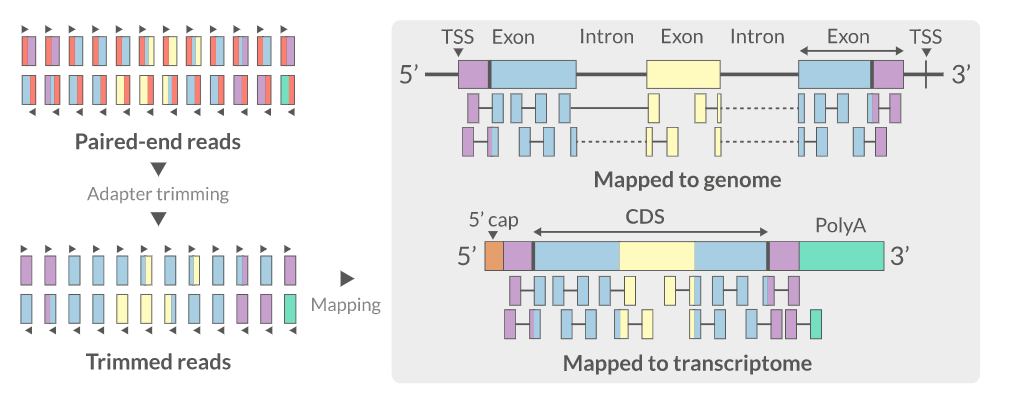 Paired-end reads
Adapter trimming
Trimmed reads
Mapping
TSS Exon Intron Exon Intron Exon TSS
5’ 3’
Mapped to genome
5’ cap CDS PolyA
5’ 3’
Mapped to transcriptome